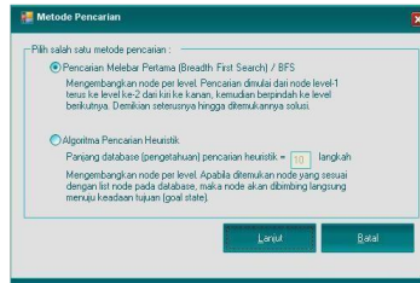 Metode Pencarian
Pilih salah satu metode pencarian :
Pencarian Melebar Pertama (Breadth First Search) / BFS
Mengembangkan node per level. Pencarian dimulai dari node level-1
terus ke level ke-2 dari kiri ke kanan, kemudian berpindah ke level
berikutnya. Demikian seterusnya hingga ditemukannya solusi.
Algoritma Pencarian Heuristik
Panjang database (pengetahuan) pencarian heuristik = 10 langkah
Mengembangkan node per level. Apabila ditemukan node yang sesuai
dengan list node pada database, maka node akan dibimbing langsung
menuju keadaan tujuan (goal state).
Lanjut Batal